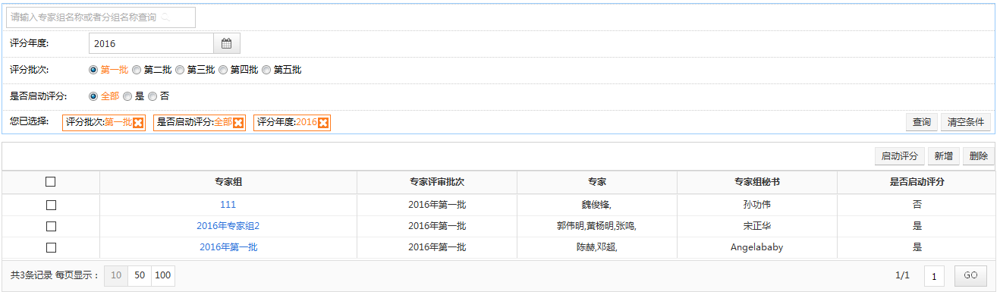 请输入专家组名称或者分组名称查询
评分年度: 2016
评分批次: 第一批 第二批 第三批 第四批 第五批
是否启动评分: 全部 是 否
您已选择: 评分批次:第一批 是否启动评分:全部 评分年度:2016 查询 清空条件
启动评分 新增 删除
专家组 专家评审批次 专家 专家组秘书 是否启动评分
111 2016年第一批 魏俊锋, 孙功伟 否
2016年专家组2 2016年第一批 郭伟明,黄杨明,张鸣, 宋正华 是
2016年第一批 2016年第一批 陈赫,邓超, Angelababy 是
共3条记录 每页显示： 10 50 100 1/1 1 GO